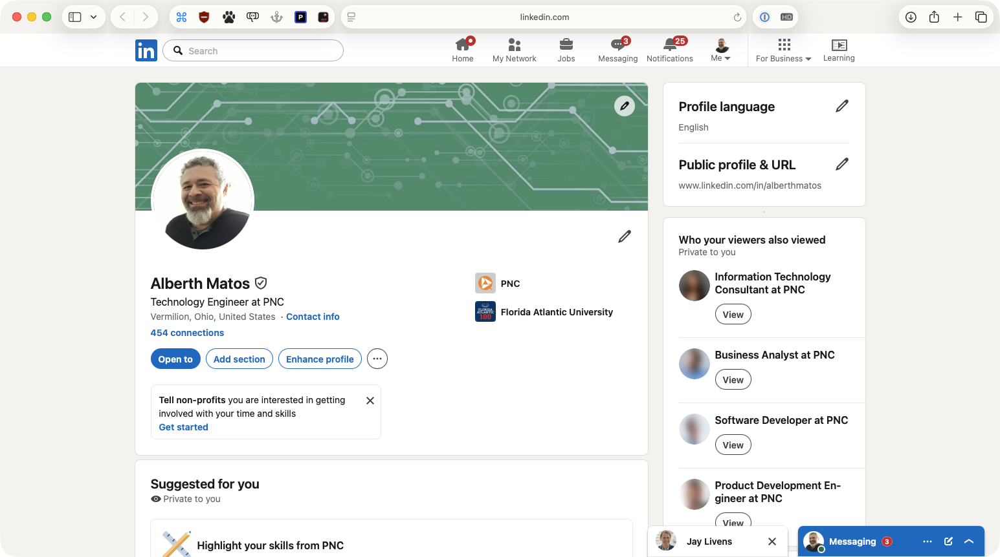 P
linkedin.com
HD
in
Search
Home
My Network
Jobs
3
Messaging
25
Notifications
Me
For Business
Learning
Alberth Matos
Technology Engineer at PNC
Vermilion, Ohio, United States · Contact info
454 connections
Open to
Add section
Enhance profile
PNC
FLORIDA
ATLANTIC
100
Florida Atlantic University
Tell non-profits you are interested in getting
involved with your time and skills
Get started
Suggested for you
Private to you
Highlight your skills from PNC
Profile language
English
Public profile & URL
www.linkedin.com/in/alberthmatos
Who your viewers also viewed
Private to you
Information Technology
Consultant at PNC
View
Business Analyst at PNC
View
Software Developer at PNC
View
Product Development En-
gineer at PNC
View
Jay Livens
Messaging 3